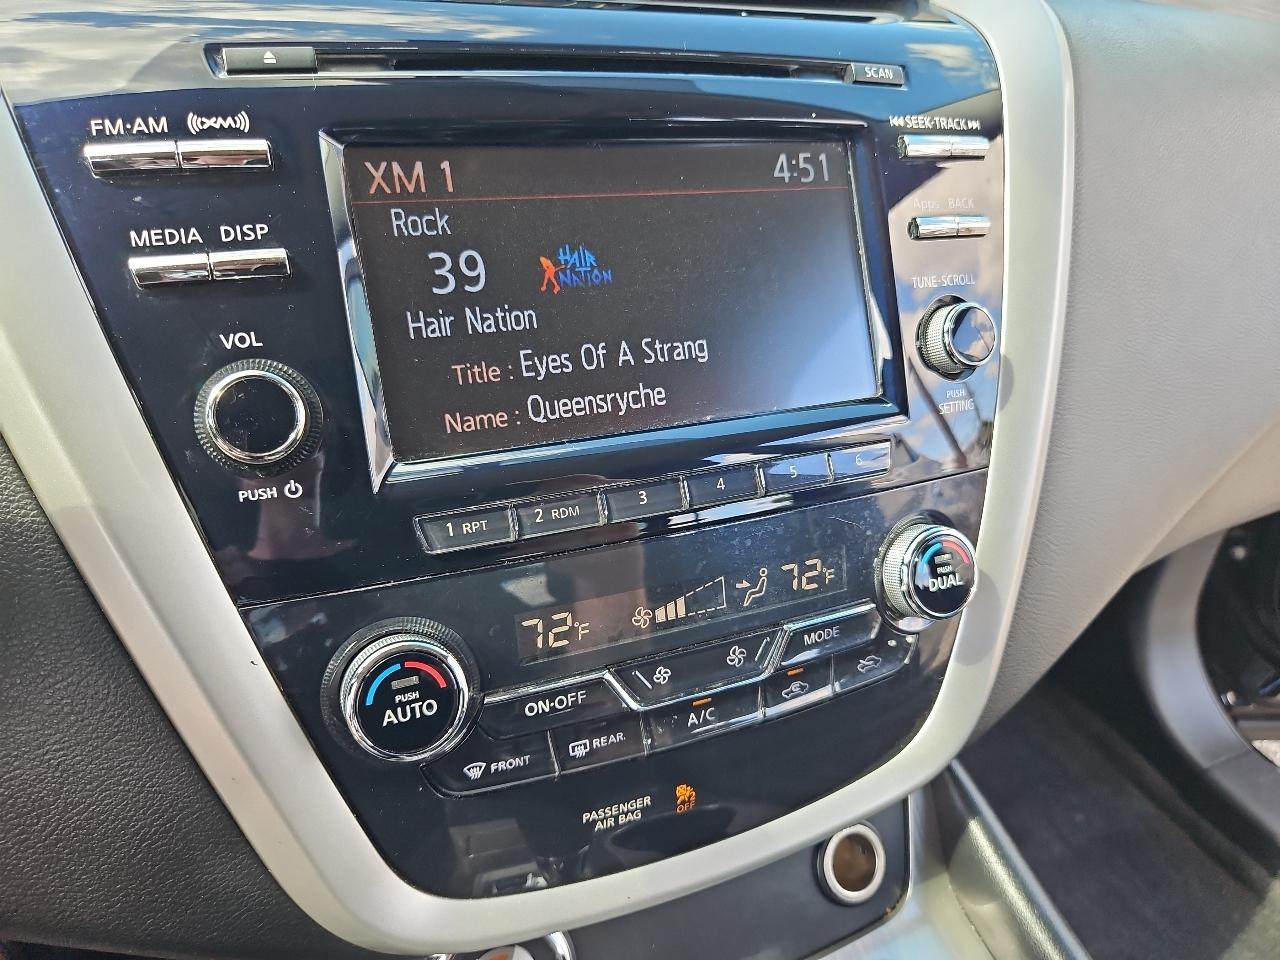 SCAN
FM·AM XM
SEEK·TRACK
XM 1 4:51
Rock
39 HAIR NATION
Hair Nation
Title : Eyes Of A Strang
Name : Queensryche
MEDIA DISP
Apps BACK
VOL
TUNE·SCROLL
PUSH
PUSH SETTING
1 RPT 2 RDM 3 4 5 6
72°F 72°F
PUSH DUAL
MODE
PUSH AUTO
ON·OFF
A/C
FRONT REAR
PASSENGER AIR BAG
OFF